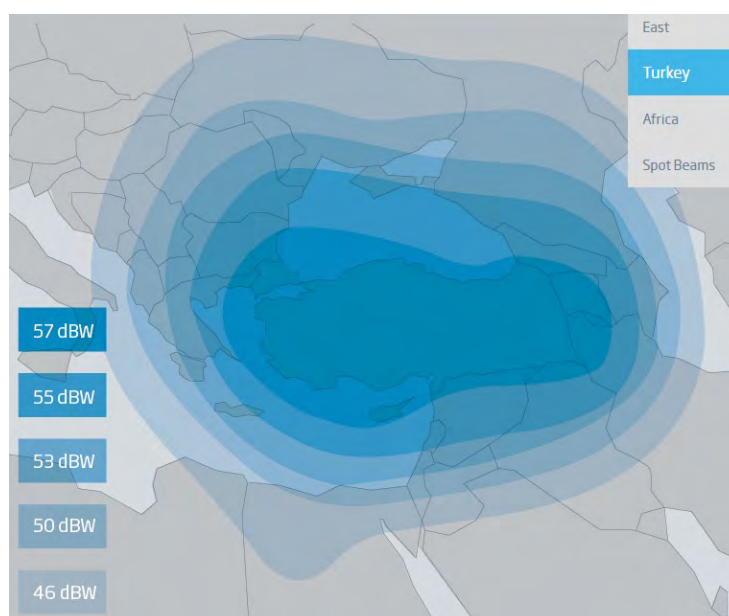 East
Turkey
Africa
Spot Beams
57 dBW
55 dBW
53 dBW
50 dBW
46 dBW